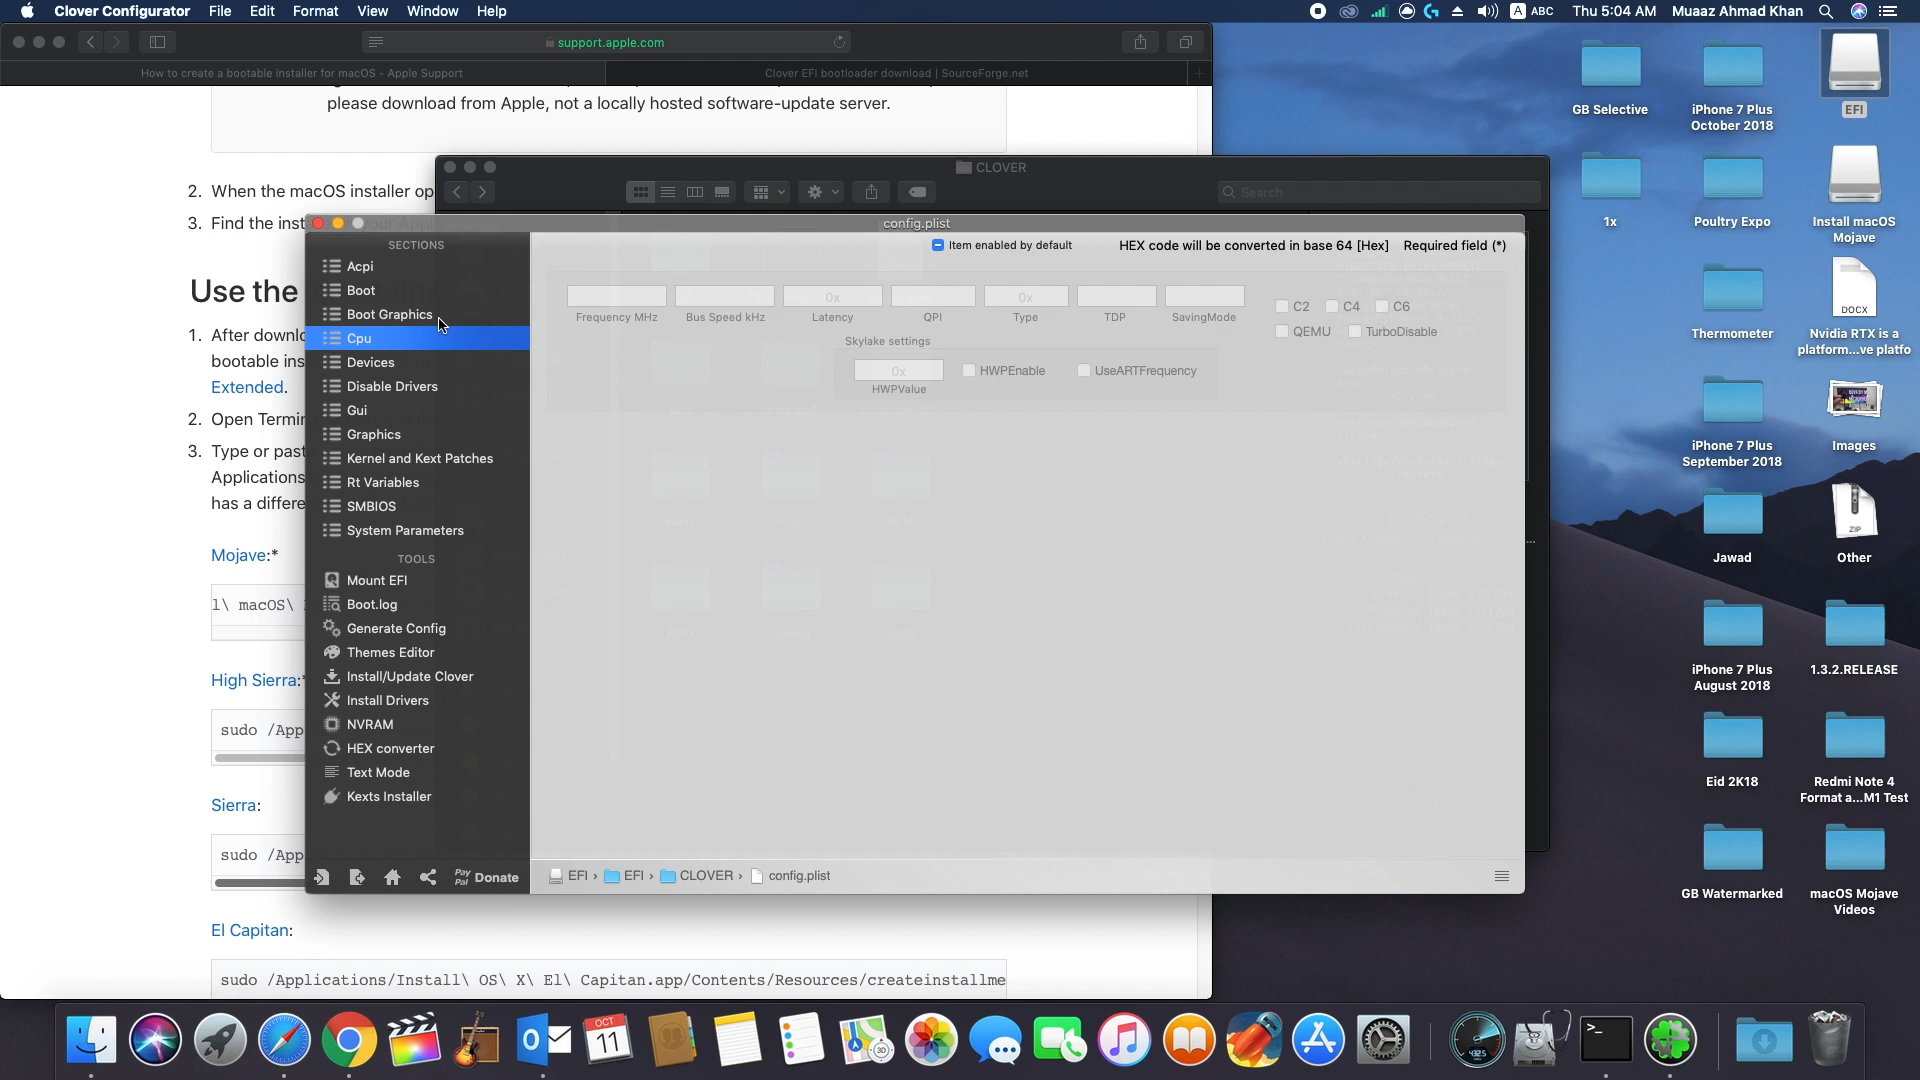 Clover Configurator File Edit Format View Window Help
A ABC Thu 5:04 AM Muaaz Ahmad Khan
support.apple.com
How to create a bootable installer for macOS - Apple Support
Clover EFI bootloader download | SourceForge.net
please download from Apple, not a locally hosted software-update server.
2. When the macOS installer op
3. Find the inst
Use the
1. After downlo
bootable ins
Extended.
2. Open Termin
3. Type or past
Applications
has a differe
Mojave:*
l\ macOS\
High Sierra:*
sudo /App
Sierra:
sudo /App
El Capitan:
sudo /Applications/Install\ OS\ X\ El\ Capitan.app/Contents/Resources/createinstallme
CLOVER
Search
config.plist
SECTIONS
Acpi
Boot
Boot Graphics
Cpu
Devices
Disable Drivers
Gui
Graphics
Kernel and Kext Patches
Rt Variables
SMBIOS
System Parameters
TOOLS
Mount EFI
Boot.log
Generate Config
Themes Editor
Install/Update Clover
Install Drivers
NVRAM
HEX converter
Text Mode
Kexts Installer
Pay Pal Donate
Item enabled by default HEX code will be converted in base 64 [Hex] Required field (*)
0x 0x
Frequency MHz Bus Speed kHz Latency QPI Type TDP SavingMode
C2 C4 C6
QEMU TurboDisable
Skylake settings
0x HWPEnable UseARTFrequency
HWPValue
EFI › EFI › CLOVER › config.plist
GB Selective
iPhone 7 Plus
October 2018
EFI
1x
Poultry Expo
Install macOS
Mojave
DOCX
Thermometer
Nvidia RTX is a
platform...ve platfo
iPhone 7 Plus
September 2018
Images
ZIP
Jawad
Other
iPhone 7 Plus
August 2018
1.3.2.RELEASE
Eid 2K18
Redmi Note 4
Format a...M1 Test
GB Watermarked
macOS Mojave
Videos
OCT
11
3D
432.5
>_